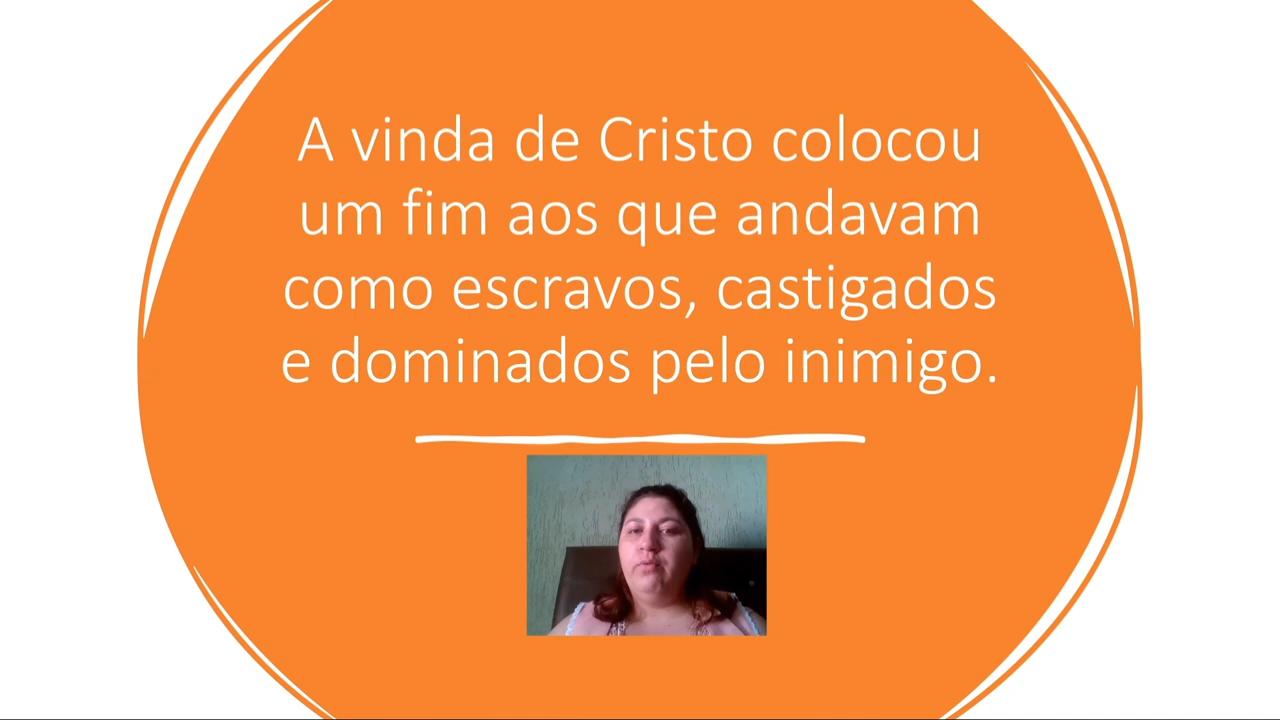 A vinda de Cristo colocou
um fim aos que andavam
como escravos, castigados
e dominados pelo inimigo.